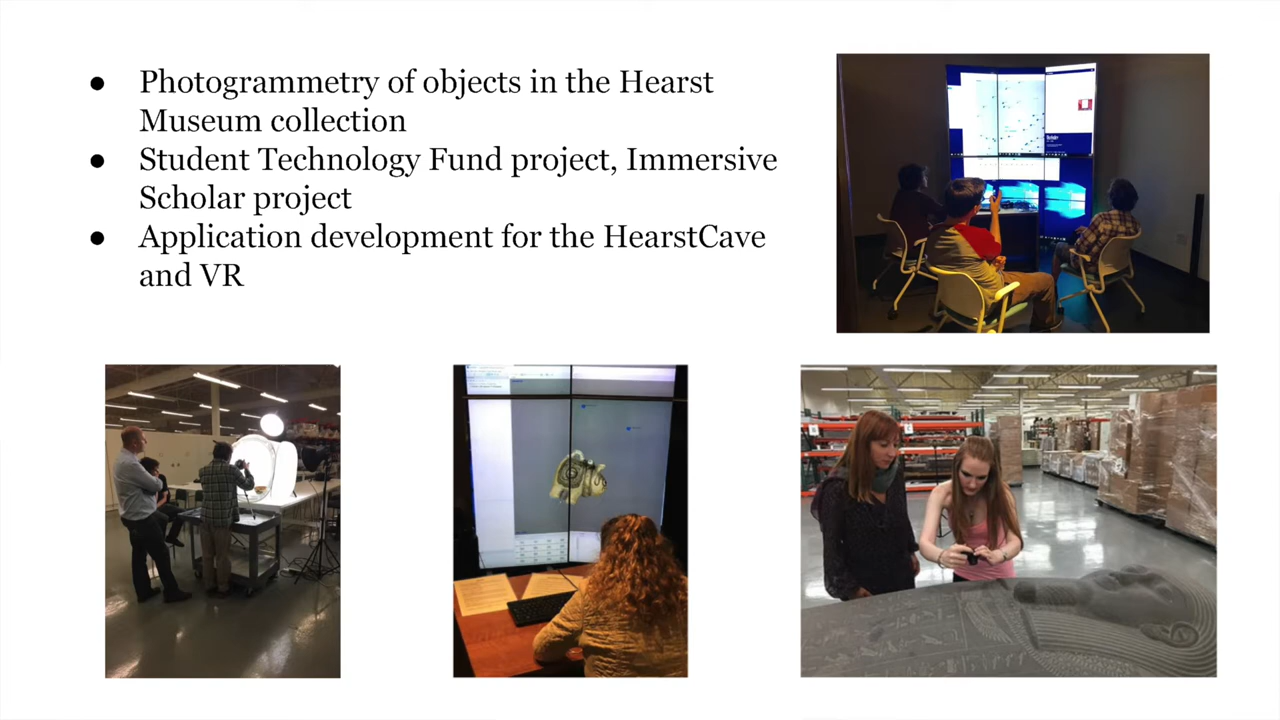 ● Photogrammetry of objects in the Hearst
Museum collection
● Student Technology Fund project, Immersive
Scholar project
● Application development for the HearstCave
and VR